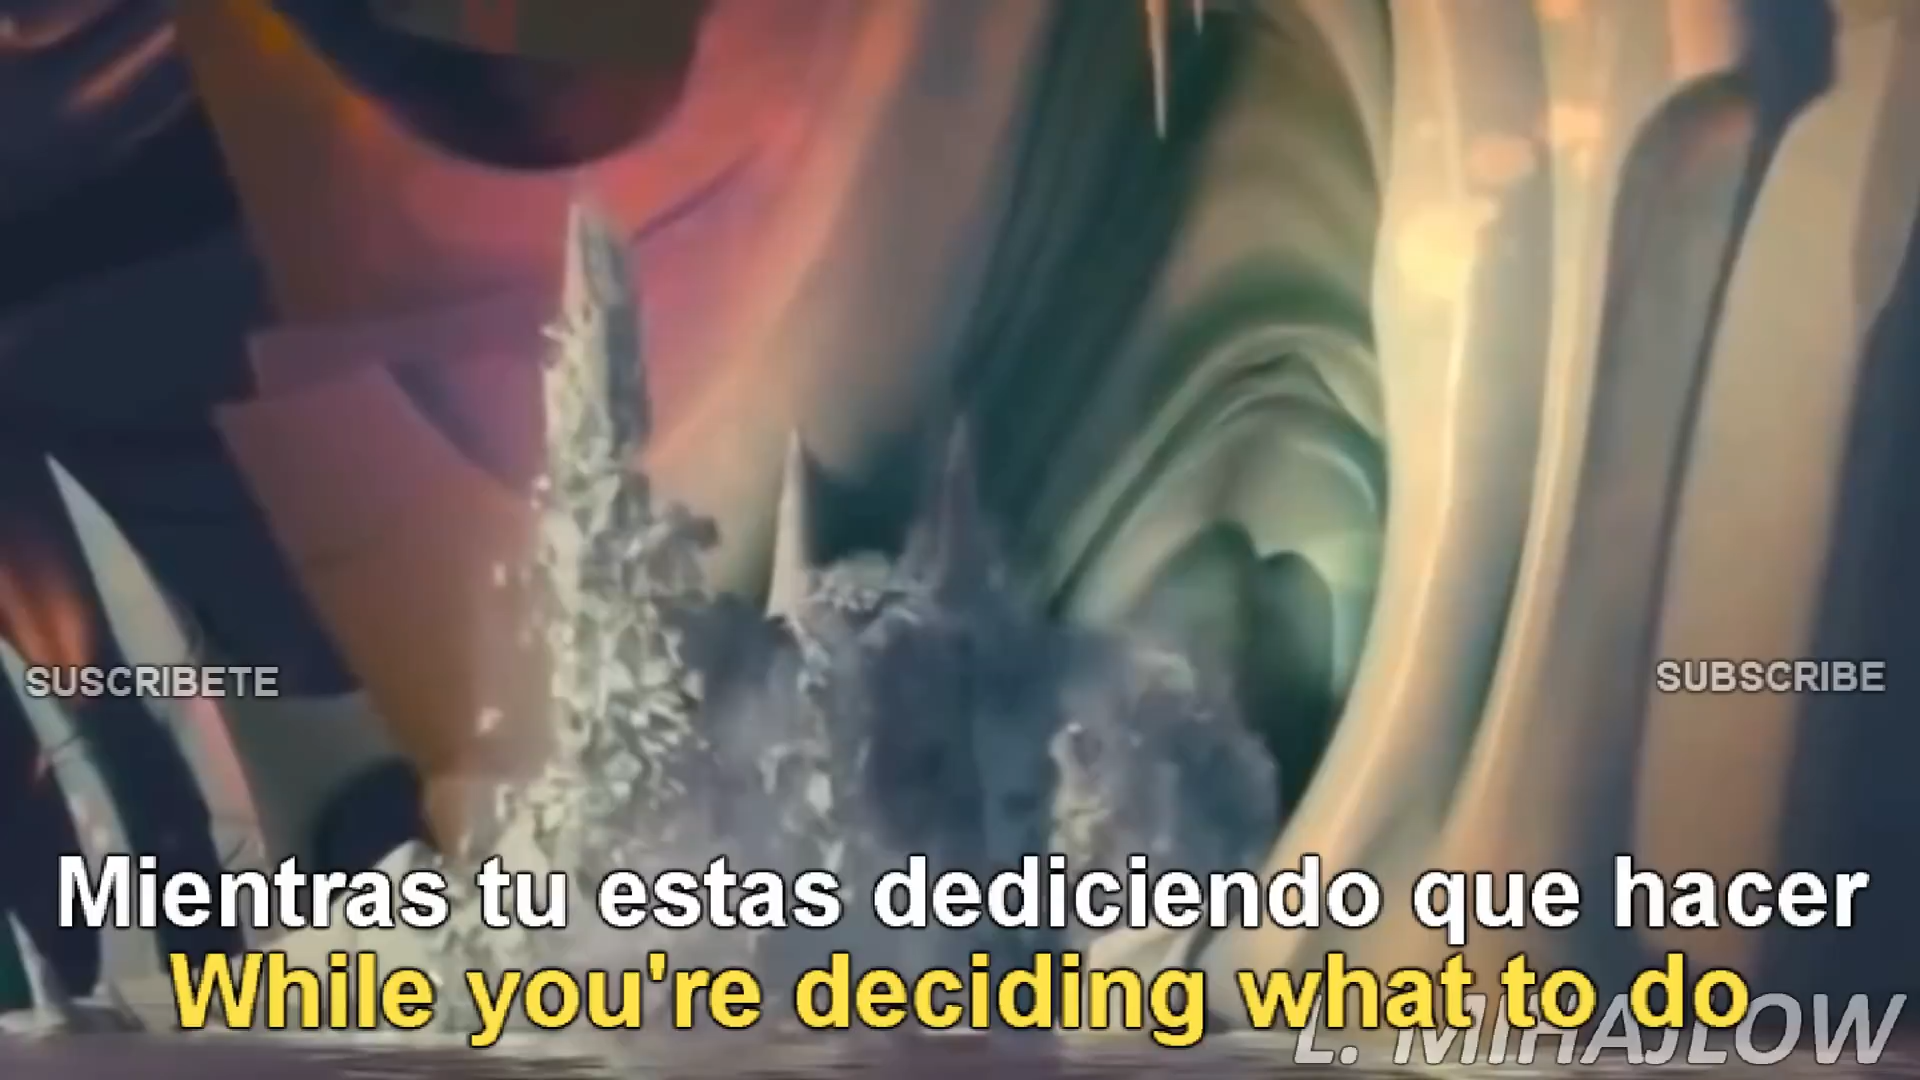 SUSCRIBETE
SUBSCRIBE
Mientras tu estas dediciendo que hacer
While you're deciding what to do
L. MIHAJLOW